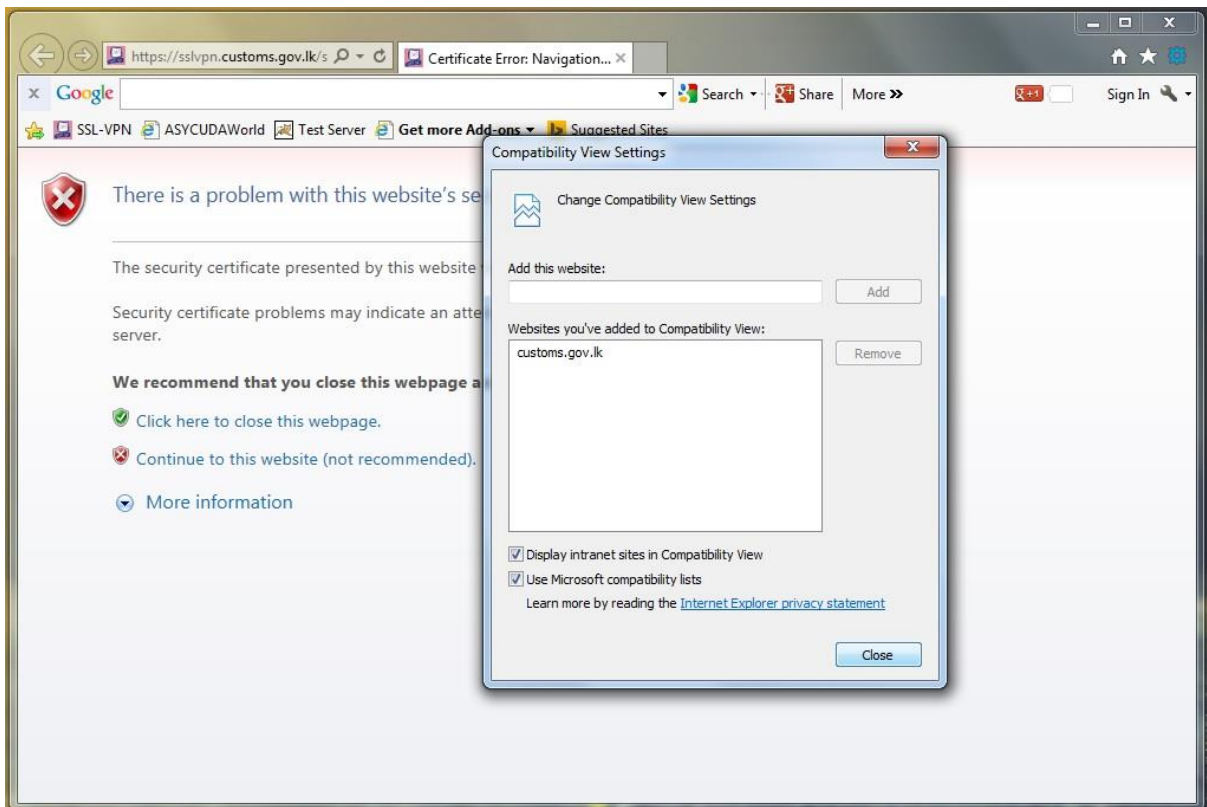 https://sslvpn.customs.gov.lk/s
Certificate Error: Navigation...
x Google
Search
Share
More »
+1
Sign In
SSL-VPN ASYCUDAWorld Test Server Get more Add-ons Suggested Sites
There is a problem with this website's se
The security certificate presented by this website
Security certificate problems may indicate an atte
server.
We recommend that you close this webpage a
Click here to close this webpage.
Continue to this website (not recommended).
More information
Compatibility View Settings
Change Compatibility View Settings
Add this website:
Add
Websites you've added to Compatibility View:
customs.gov.lk
Remove
Display intranet sites in Compatibility View
Use Microsoft compatibility lists
Learn more by reading the Internet Explorer privacy statement
Close